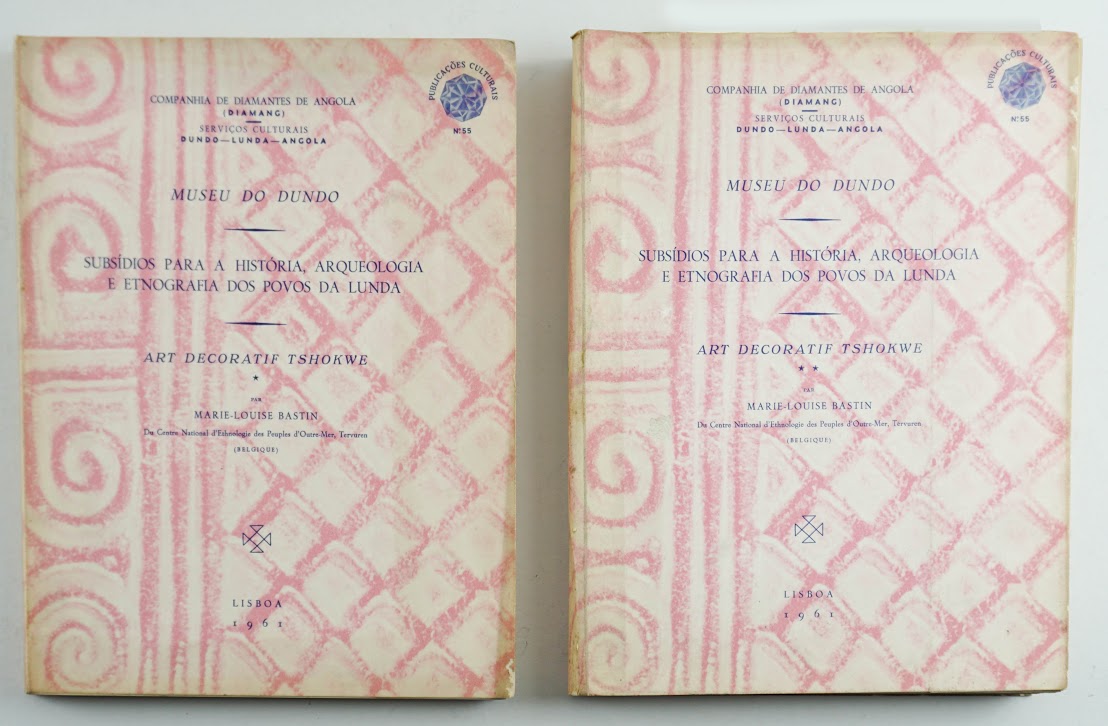 PUBLICAÇÕES CULTURAIS
Nº 55
COMPANHIA DE DIAMANTES DE ANGOLA
(DIAMANG)
SERVIÇOS CULTURAIS
DUNDO—LUNDA—ANGOLA
MUSEU DO DUNDO
SUBSÍDIOS PARA A HISTÓRIA, ARQUEOLOGIA
E ETNOGRAFIA DOS POVOS DA LUNDA
ART DECORATIF TSHOKWE
★
PAR
MARIE-LOUISE BASTIN
Du Centre National d'Ethnologie des Peuples d'Outre-Mer, Tervuren
(BELGIQUE)
LISBOA
1961
PUBLICAÇÕES CULTURAIS
Nº 55
COMPANHIA DE DIAMANTES DE ANGOLA
(DIAMANG)
SERVIÇOS CULTURAIS
DUNDO—LUNDA—ANGOLA
MUSEU DO DUNDO
SUBSÍDIOS PARA A HISTÓRIA, ARQUEOLOGIA
E ETNOGRAFIA DOS POVOS DA LUNDA
ART DECORATIF TSHOKWE
★ ★
PAR
MARIE-LOUISE BASTIN
Du Centre National d'Ethnologie des Peuples d'Outre-Mer, Tervuren
(BELGIQUE)
LISBOA
1961